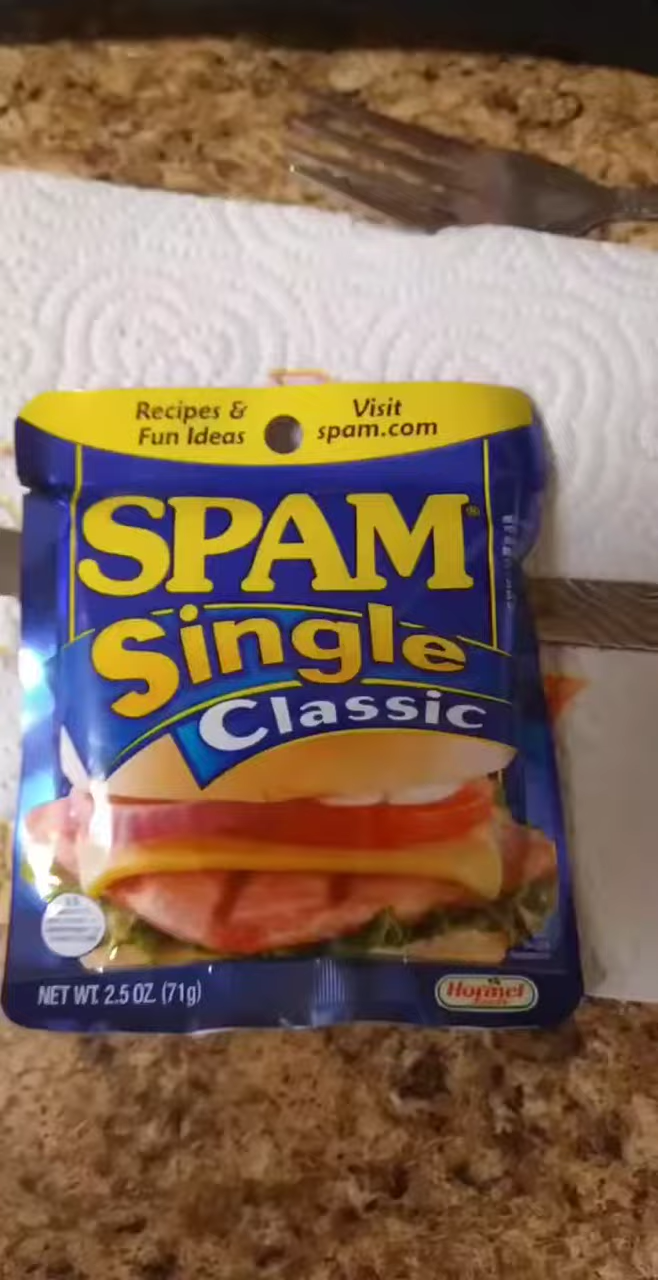 Recipes &
Fun Ideas
Visit
spam.com
SPAM®
Single
Classic
NET WT. 2.5 OZ. (71g)
Hormel